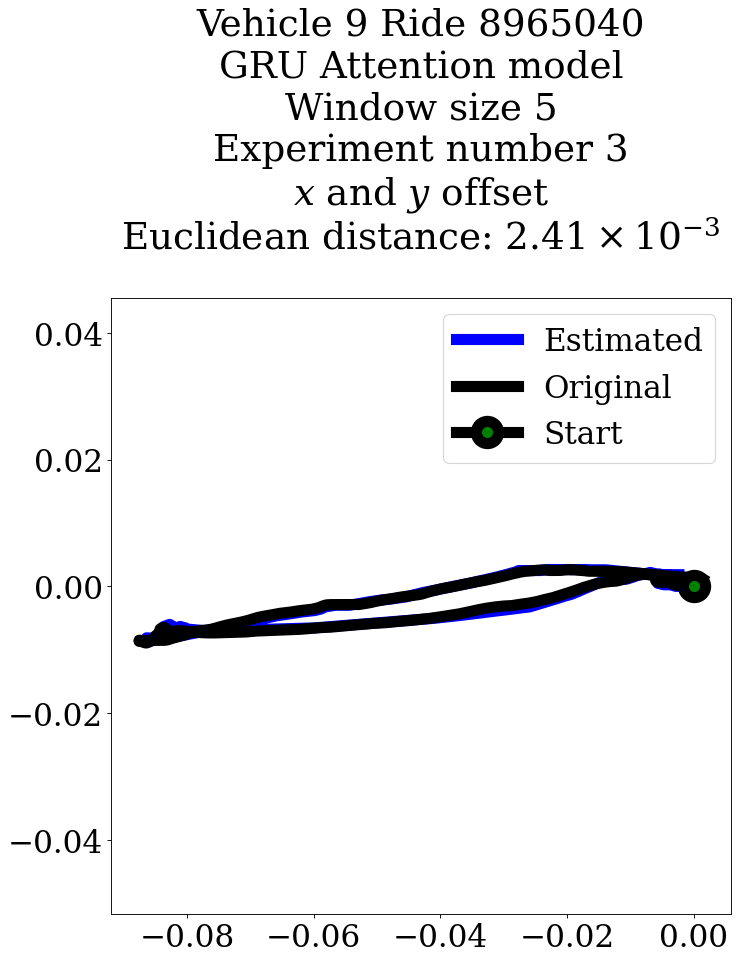 Vehicle 9 Ride 8965040
GRU Attention model
Window size 5
Experiment number 3
x and y offset
Euclidean distance: 2.41 × 10⁻³
Estimated
Original
Start
0.04
0.02
0.00
−0.02
−0.04
−0.08 −0.06 −0.04 −0.02 0.00